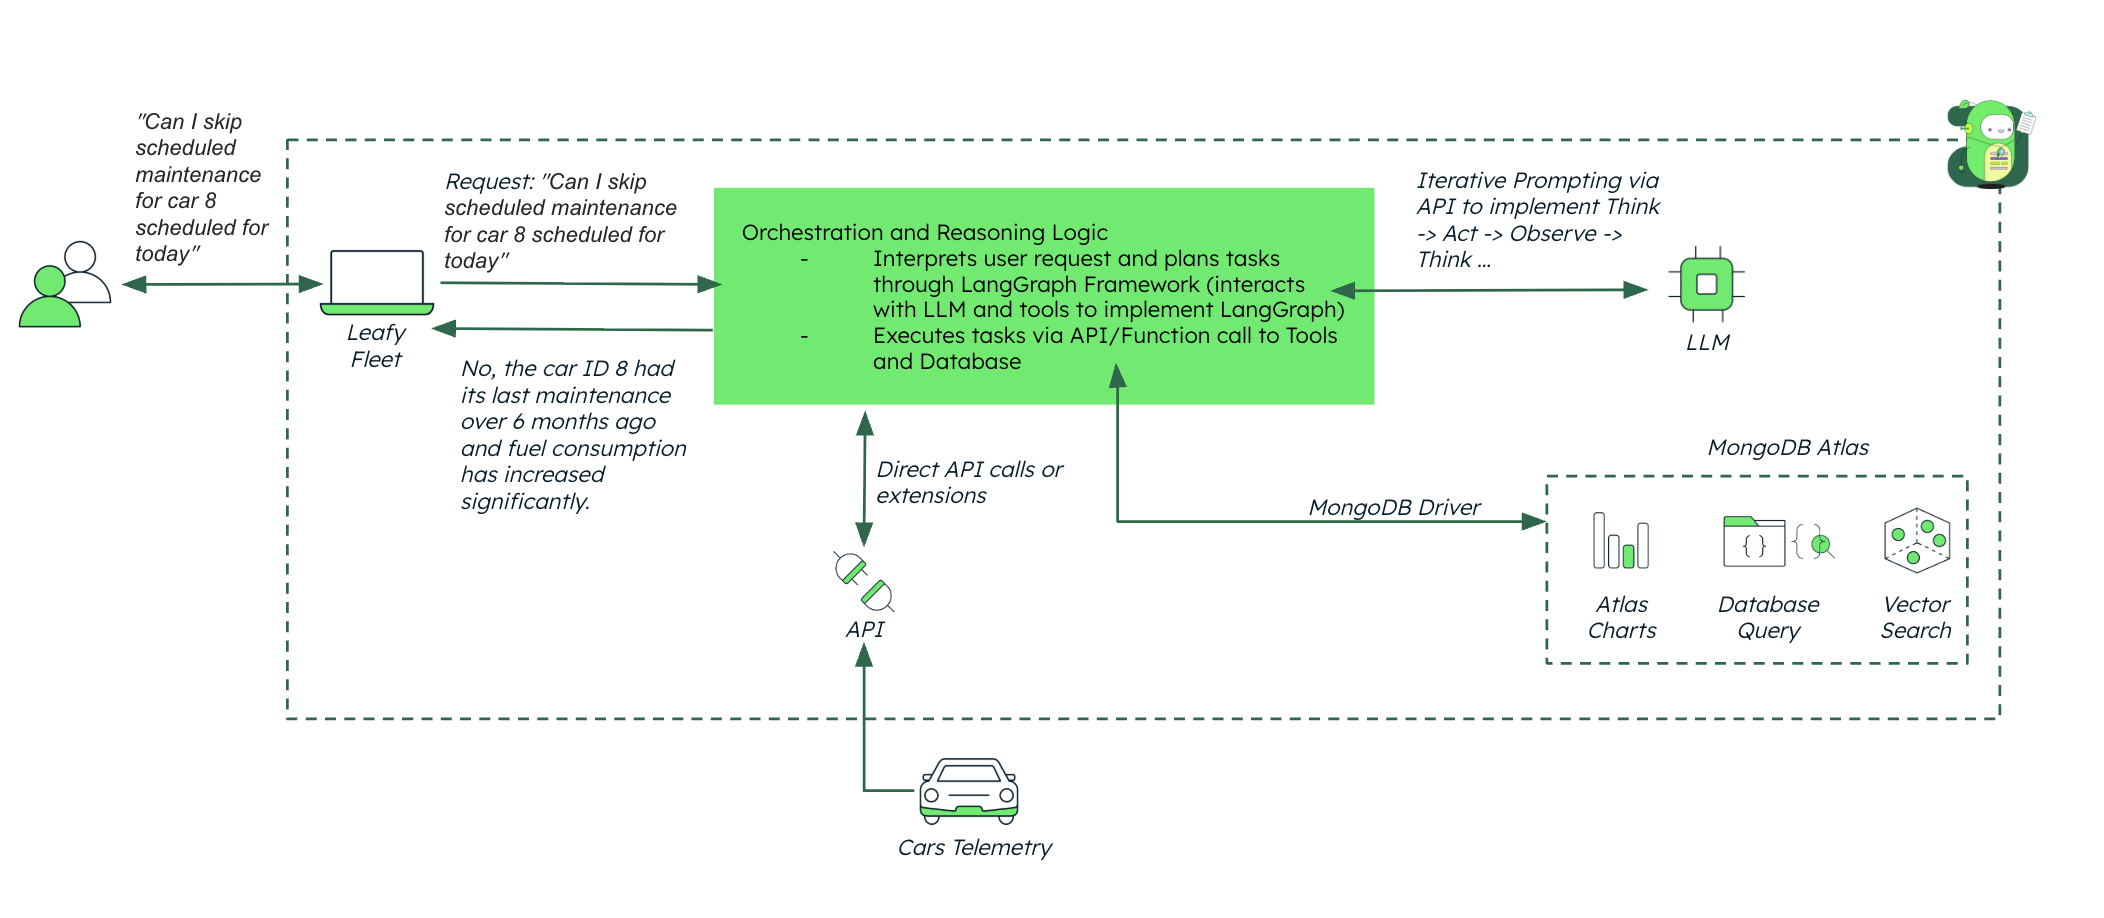 "Can I skip
scheduled
maintenance
for car 8
scheduled for
today"
Leafy
Fleet
Request: "Can I skip
scheduled maintenance
for car 8 scheduled for
today"
No, the car ID 8 had
its last maintenance
over 6 months ago
and fuel consumption
has increased
significantly.
Orchestration and Reasoning Logic
- Interprets user request and plans tasks
through LangGraph Framework (interacts
with LLM and tools to implement LangGraph)
- Executes tasks via API/Function call to Tools
and Database
Iterative Prompting via
API to implement Think
-> Act -> Observe ->
Think ...
LLM
Direct API calls or
extensions
API
Cars Telemetry
MongoDB Driver
MongoDB Atlas
{ }
{ }
Atlas
Charts
Database
Query
Vector
Search